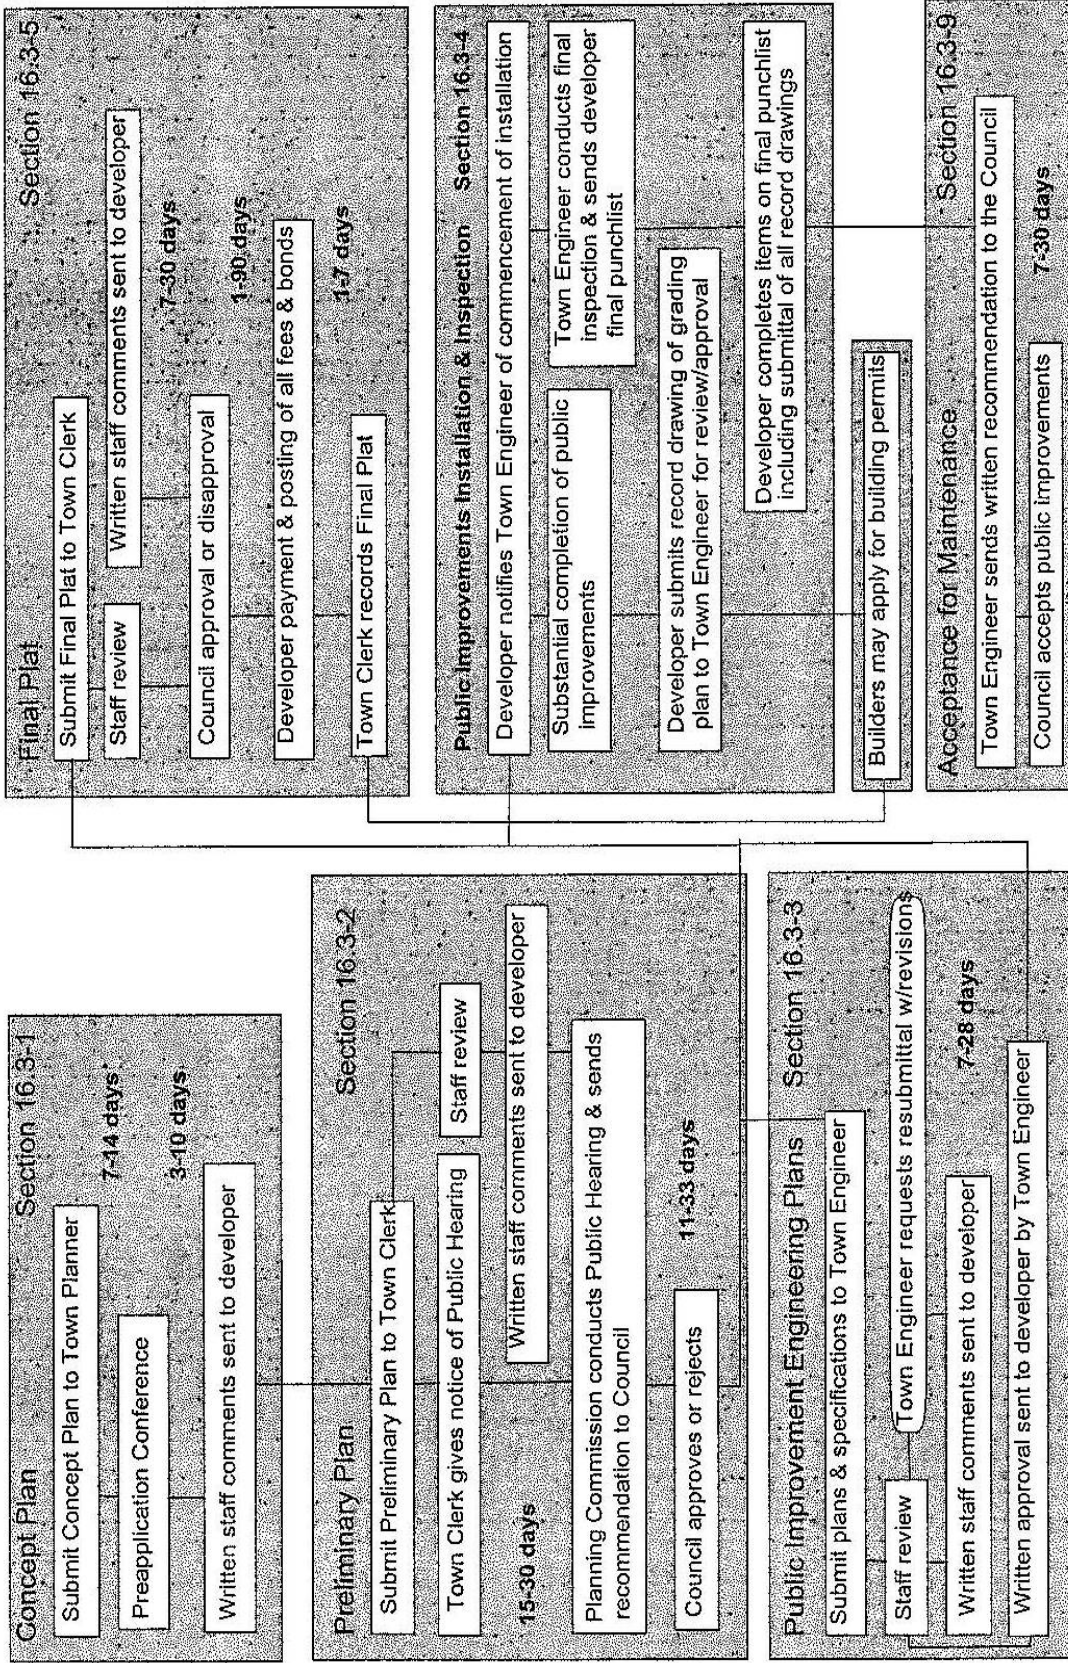 Concept Plan Section 16.3-1
Submit Concept Plan to Town Planner
7-14 days
Preapplication Conference
3-10 days
Written staff comments sent to developer
Preliminary Plan Section 16.3-2
Submit Preliminary Plan to Town Clerk
Town Clerk gives notice of Public Hearing
Staff review
15-30 days
Written staff comments sent to developer
Planning Commission conducts Public Hearing & sends
recommendation to Council
11-33 days
Council approves or rejects
Public Improvement Engineering Plans Section 16.3-3
Submit plans & specifications to Town Engineer
Staff review
Town Engineer requests resubmittal w/revisions
Written staff comments sent to developer
7-28 days
Written approval sent to developer by Town Engineer
Final Plat Section 16.3-5
Submit Final Plat to Town Clerk
Staff review
Written staff comments sent to developer
7-30 days
Council approval or disapproval
1-90 days
Developer payment & posting of all fees & bonds
1-7 days
Town Clerk records Final Plat
Public Improvements Installation & Inspection Section 16.3-4
Developer notifies Town Engineer of commencement of installation
Substantial completion of public
improvements
Town Engineer conducts final
inspection & sends developer
final punchlist
Developer submits record drawing of grading
plan to Town Engineer for review/approval
Developer completes items on final punchlist
including submittal of all record drawings
Builders may apply for building permits
Acceptance for Maintenance Section 16.3-9
Town Engineer sends written recommendation to the Council
7-30 days
Council accepts public improvements